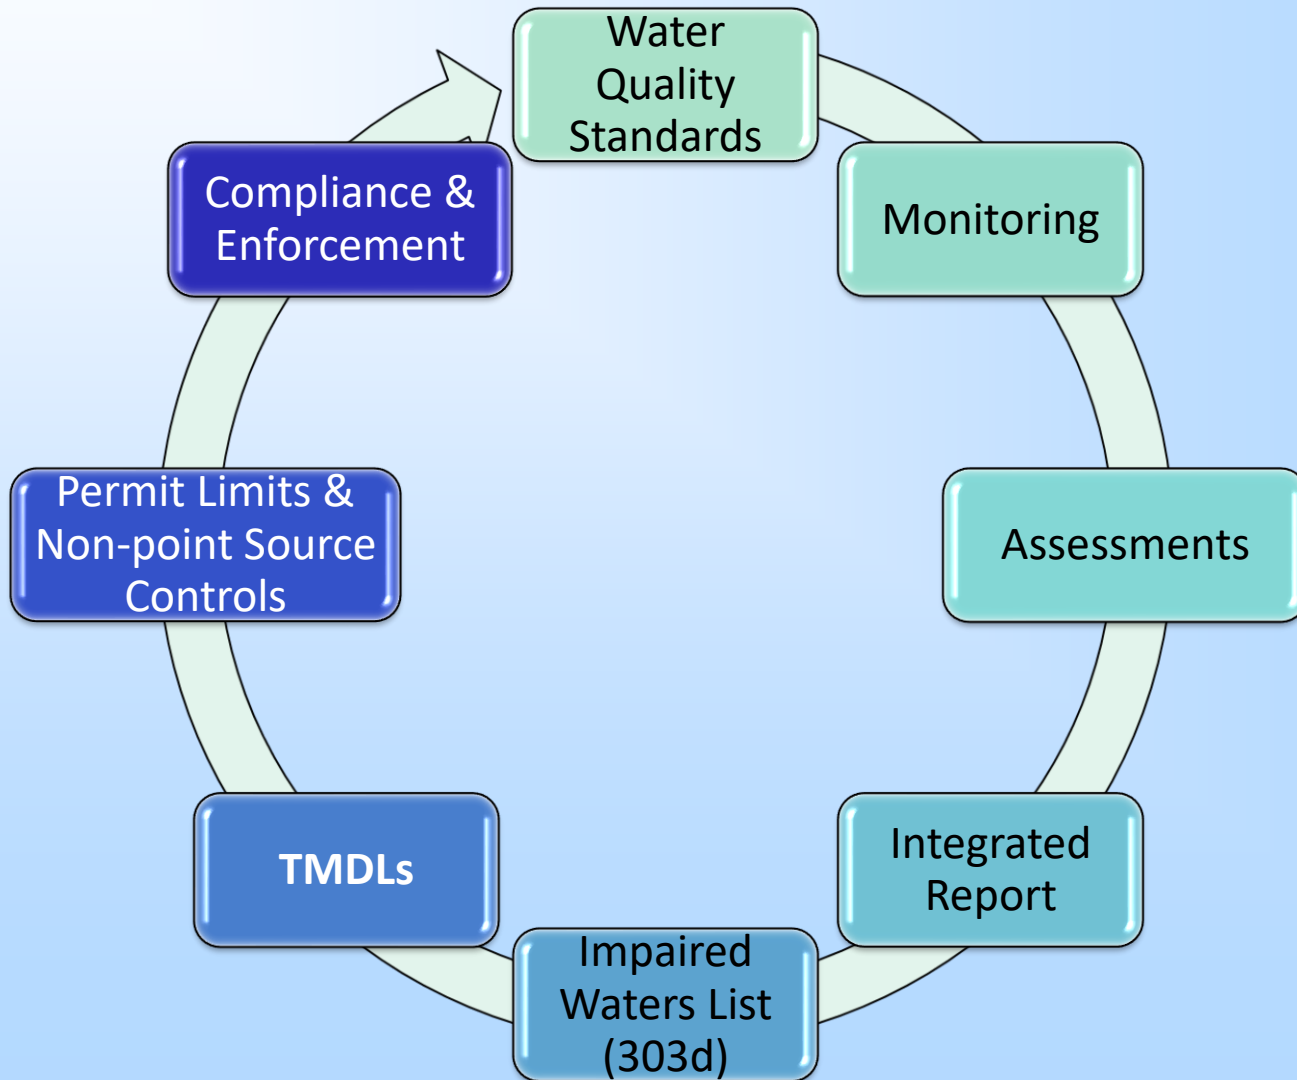 Water
Quality
Standards
Monitoring
Assessments
Integrated
Report
Impaired
Waters List
(303d)
TMDLs
Permit Limits &
Non-point Source
Controls
Compliance &
Enforcement